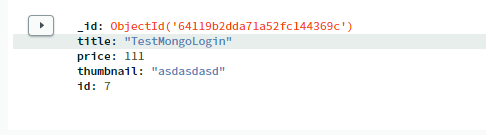 _id: ObjectId('64119b2dda71a52fc144369c')
title: "TestMongoLogin"
price: 111
thumbnail: "asdasdasd"
id: 7